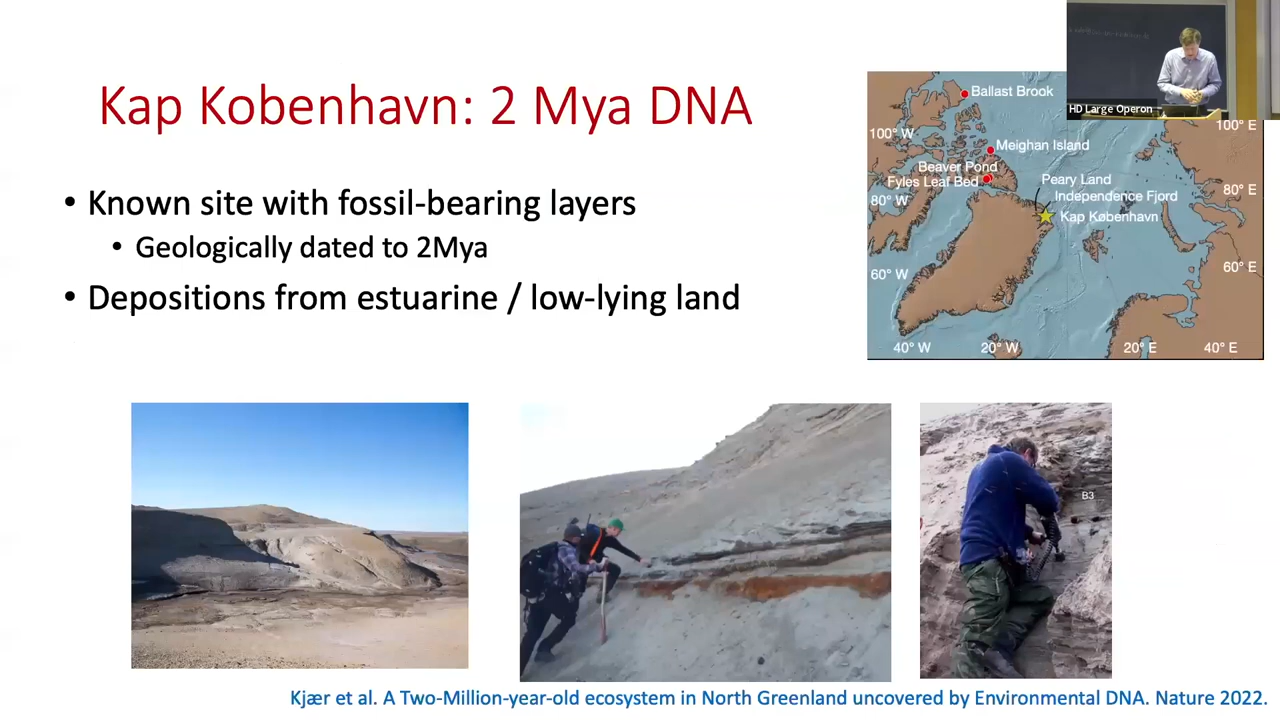 HD Large Operon
Kap Kobenhavn: 2 Mya DNA
• Known site with fossil-bearing layers
• Geologically dated to 2Mya
• Depositions from estuarine / low-lying land
Ballast Brook
100° W
100° E
Meighan Island
Beaver Pond
Fyles Leaf Bed
Peary Land
80° E
80° W
Independence Fjord
Kap København
60° W
60° E
40° W
20° W
20° E
40° E
B3
Kjær et al. A Two-Million-year-old ecosystem in North Greenland uncovered by Environmental DNA. Nature 2022.